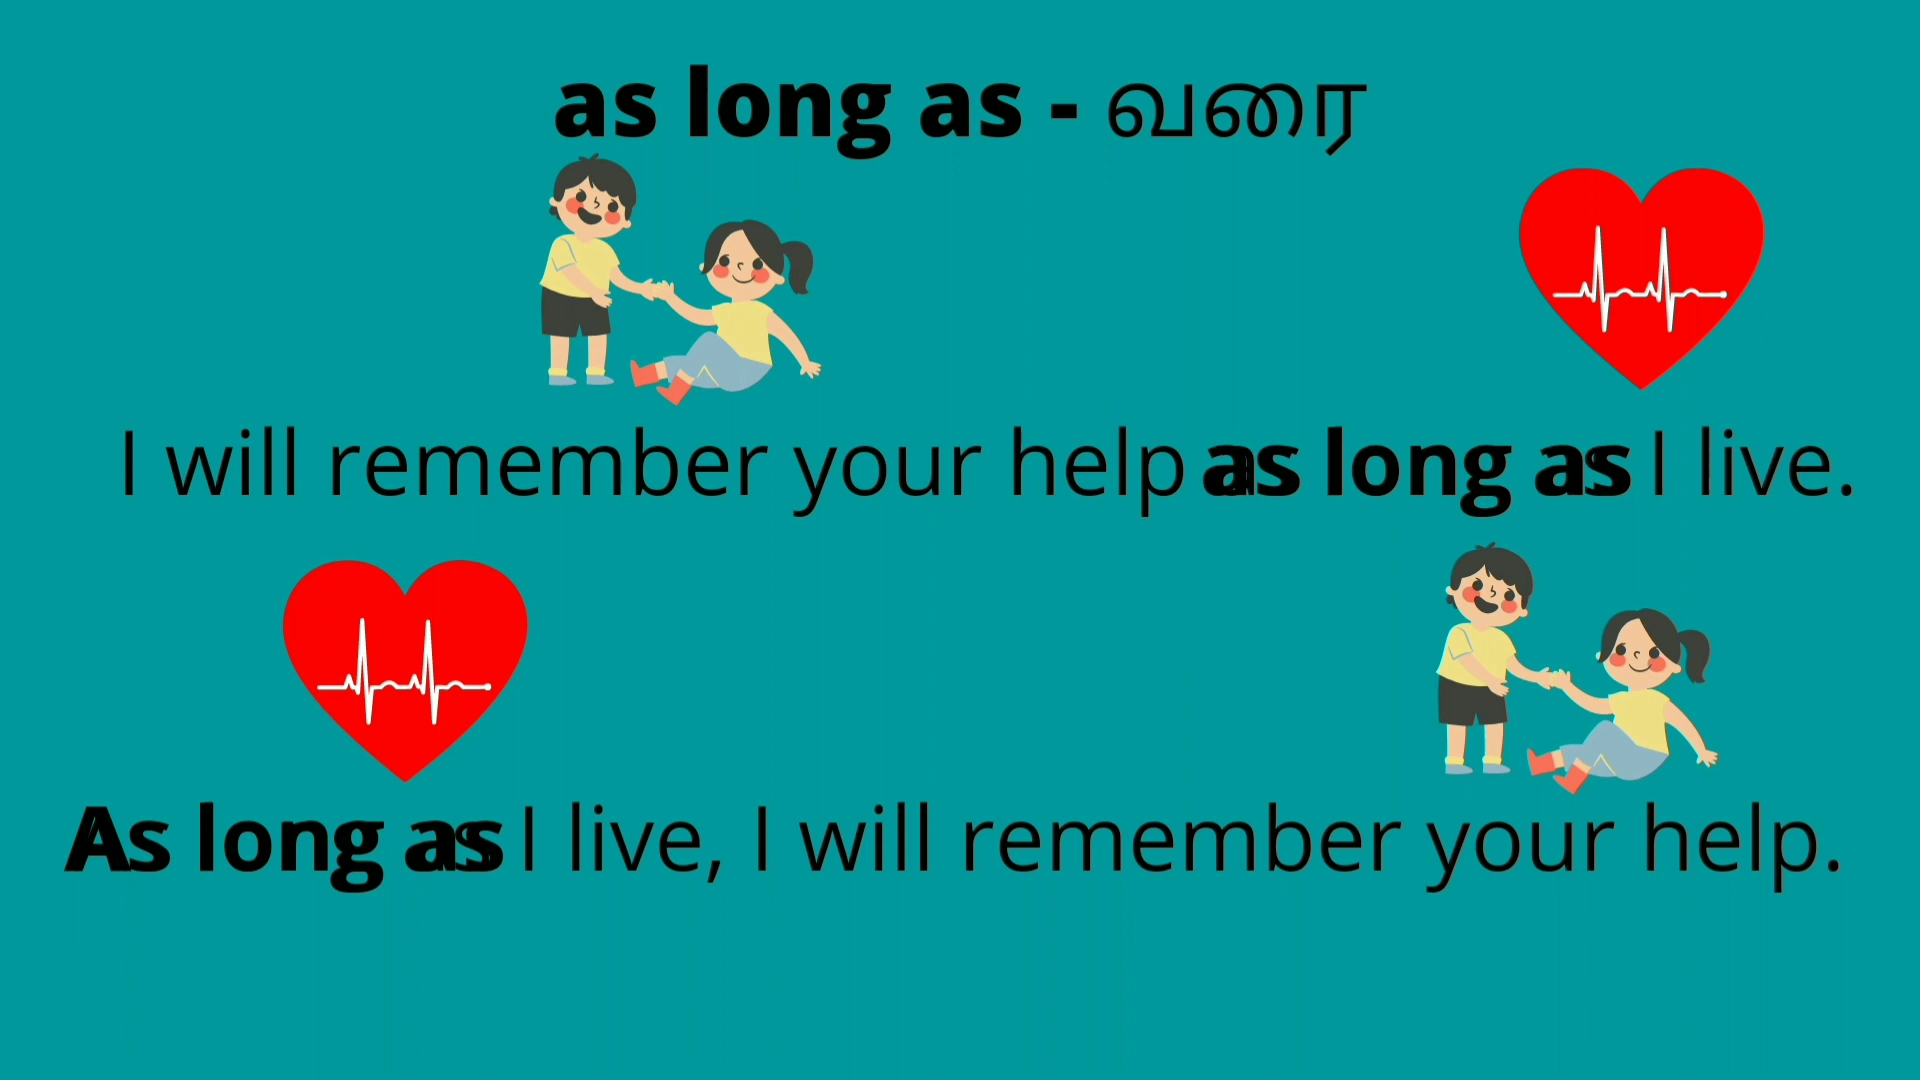 as long as - வரை
I will remember your help as long as I live.
As long as I live, I will remember your help.